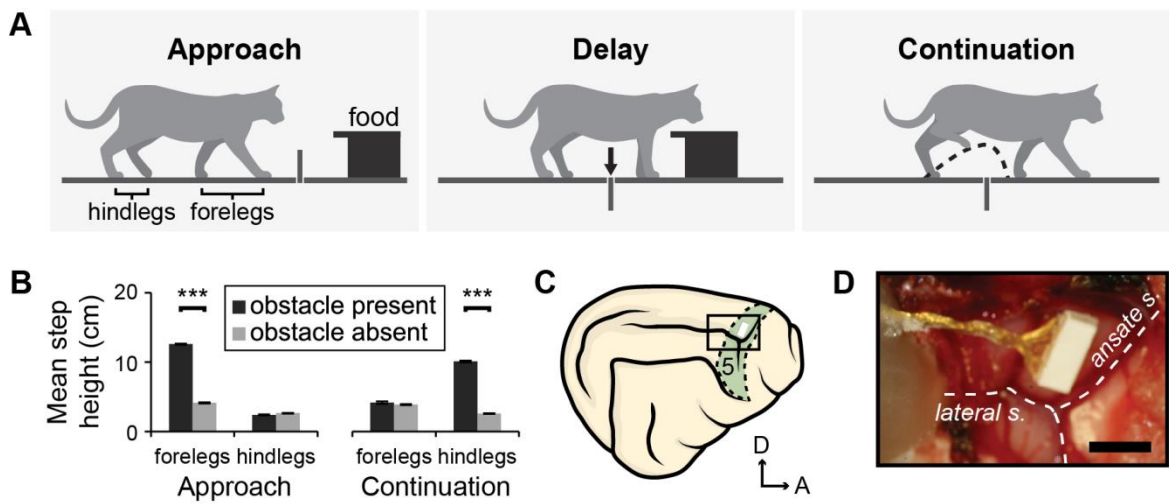 A
Approach
Delay
Continuation
food
hindlegs forelegs
B
Mean step
height (cm)
20
10
0
***
***
obstacle present
obstacle absent
forelegs hindlegs
forelegs hindlegs
Approach
Continuation
C
5
D
A
D
ansate s.
lateral s.